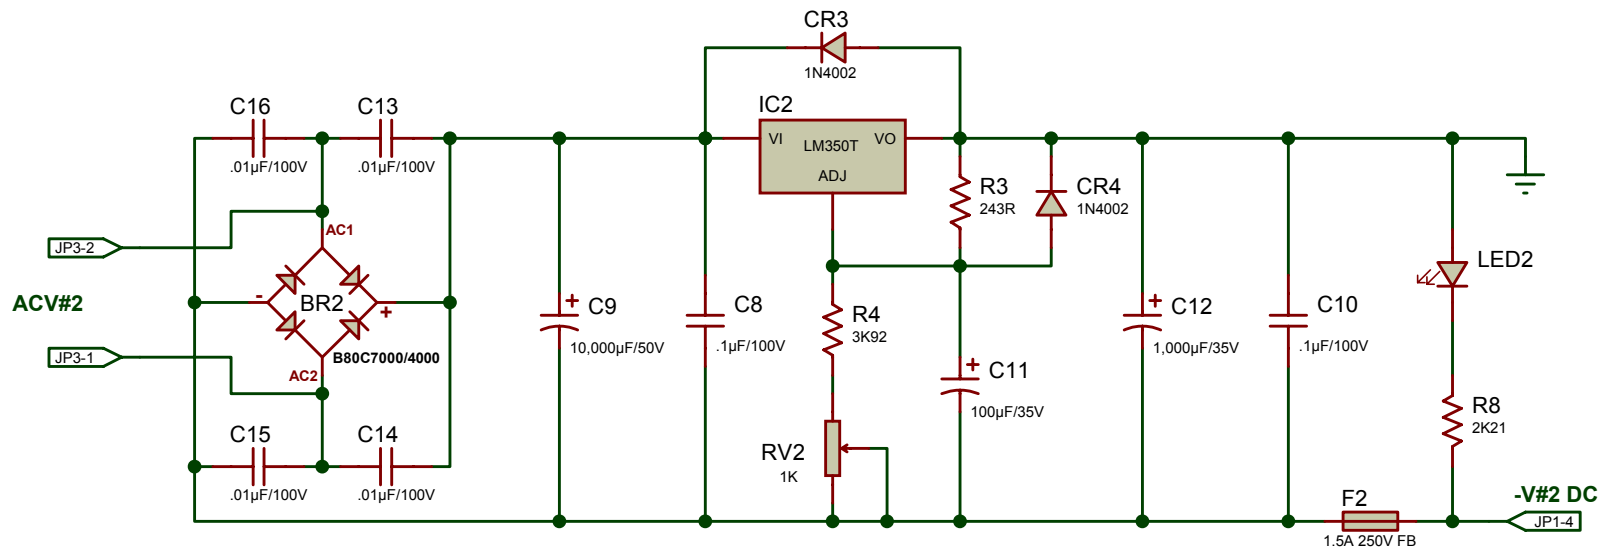 CR3
1N4002
C16
.01µF/100V
C13
.01µF/100V
IC2
VI
LM350T
VO
ADJ
R3
243R
CR4
1N4002
JP3-2
AC1
ACV#2
-
BR2
+
B80C7000/4000
JP3-1
AC2
+
C9
10,000µF/50V
C8
.1µF/100V
R4
3K92
+
C11
100µF/35V
+
C12
1,000µF/35V
C10
.1µF/100V
LED2
R8
2K21
C15
.01µF/100V
C14
.01µF/100V
RV2
1K
F2
1.5A 250V FB
-V#2 DC
JP1-4